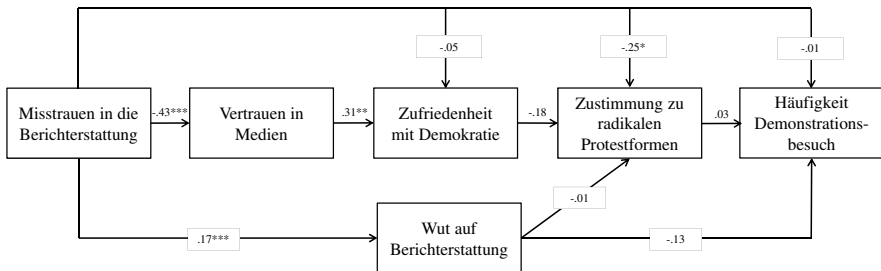 -.05
-.25*
-.01
Misstrauen in die
Berichterstattung
-.43***
Vertrauen in
Medien
.31**
Zufriedenheit
mit Demokratie
-.18
Zustimmung zu
radikalen
Protestformen
.03
Häufigkeit
Demonstrations-
besuch
-.01
.17***
Wut auf
Berichterstattung
-.13